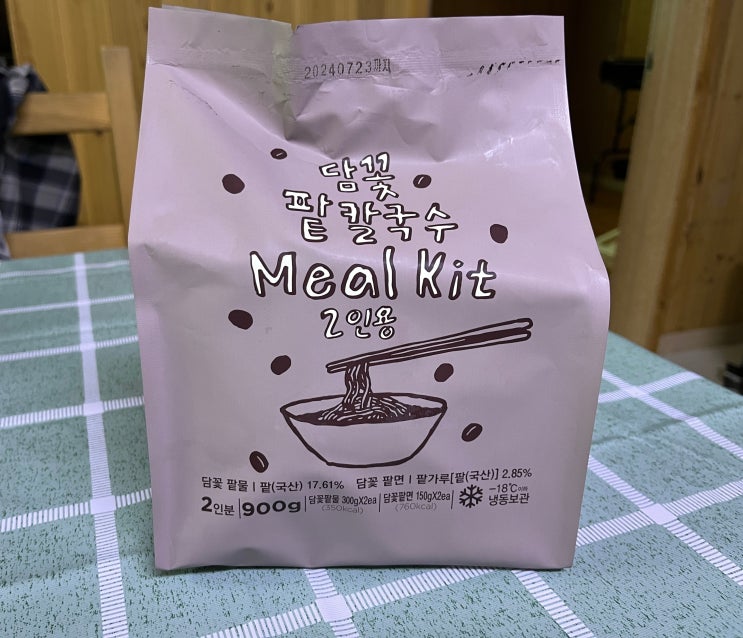 20240723까지
담꽃
팥칼국수
Meal Kit
2인용
담꽃 팥물 | 팥(국산) 17.61% 담꽃 팥면 | 팥가루[팥(국산)] 2.85%
2인분 | 900g | 담꽃팥물 300gX2ea (350kcal) | 담꽃팥면 150gX2ea (760kcal) | -18℃이하 냉동보관